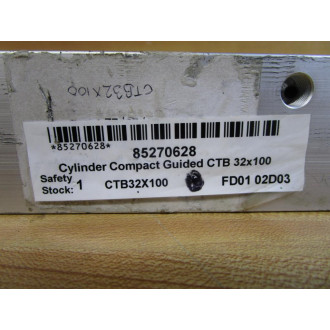 CTB32x100
*85270628*
85270628
Cylinder Compact Guided CTB 32x100
Safety
Stock: 1 CTB32X100 FD01 02D03